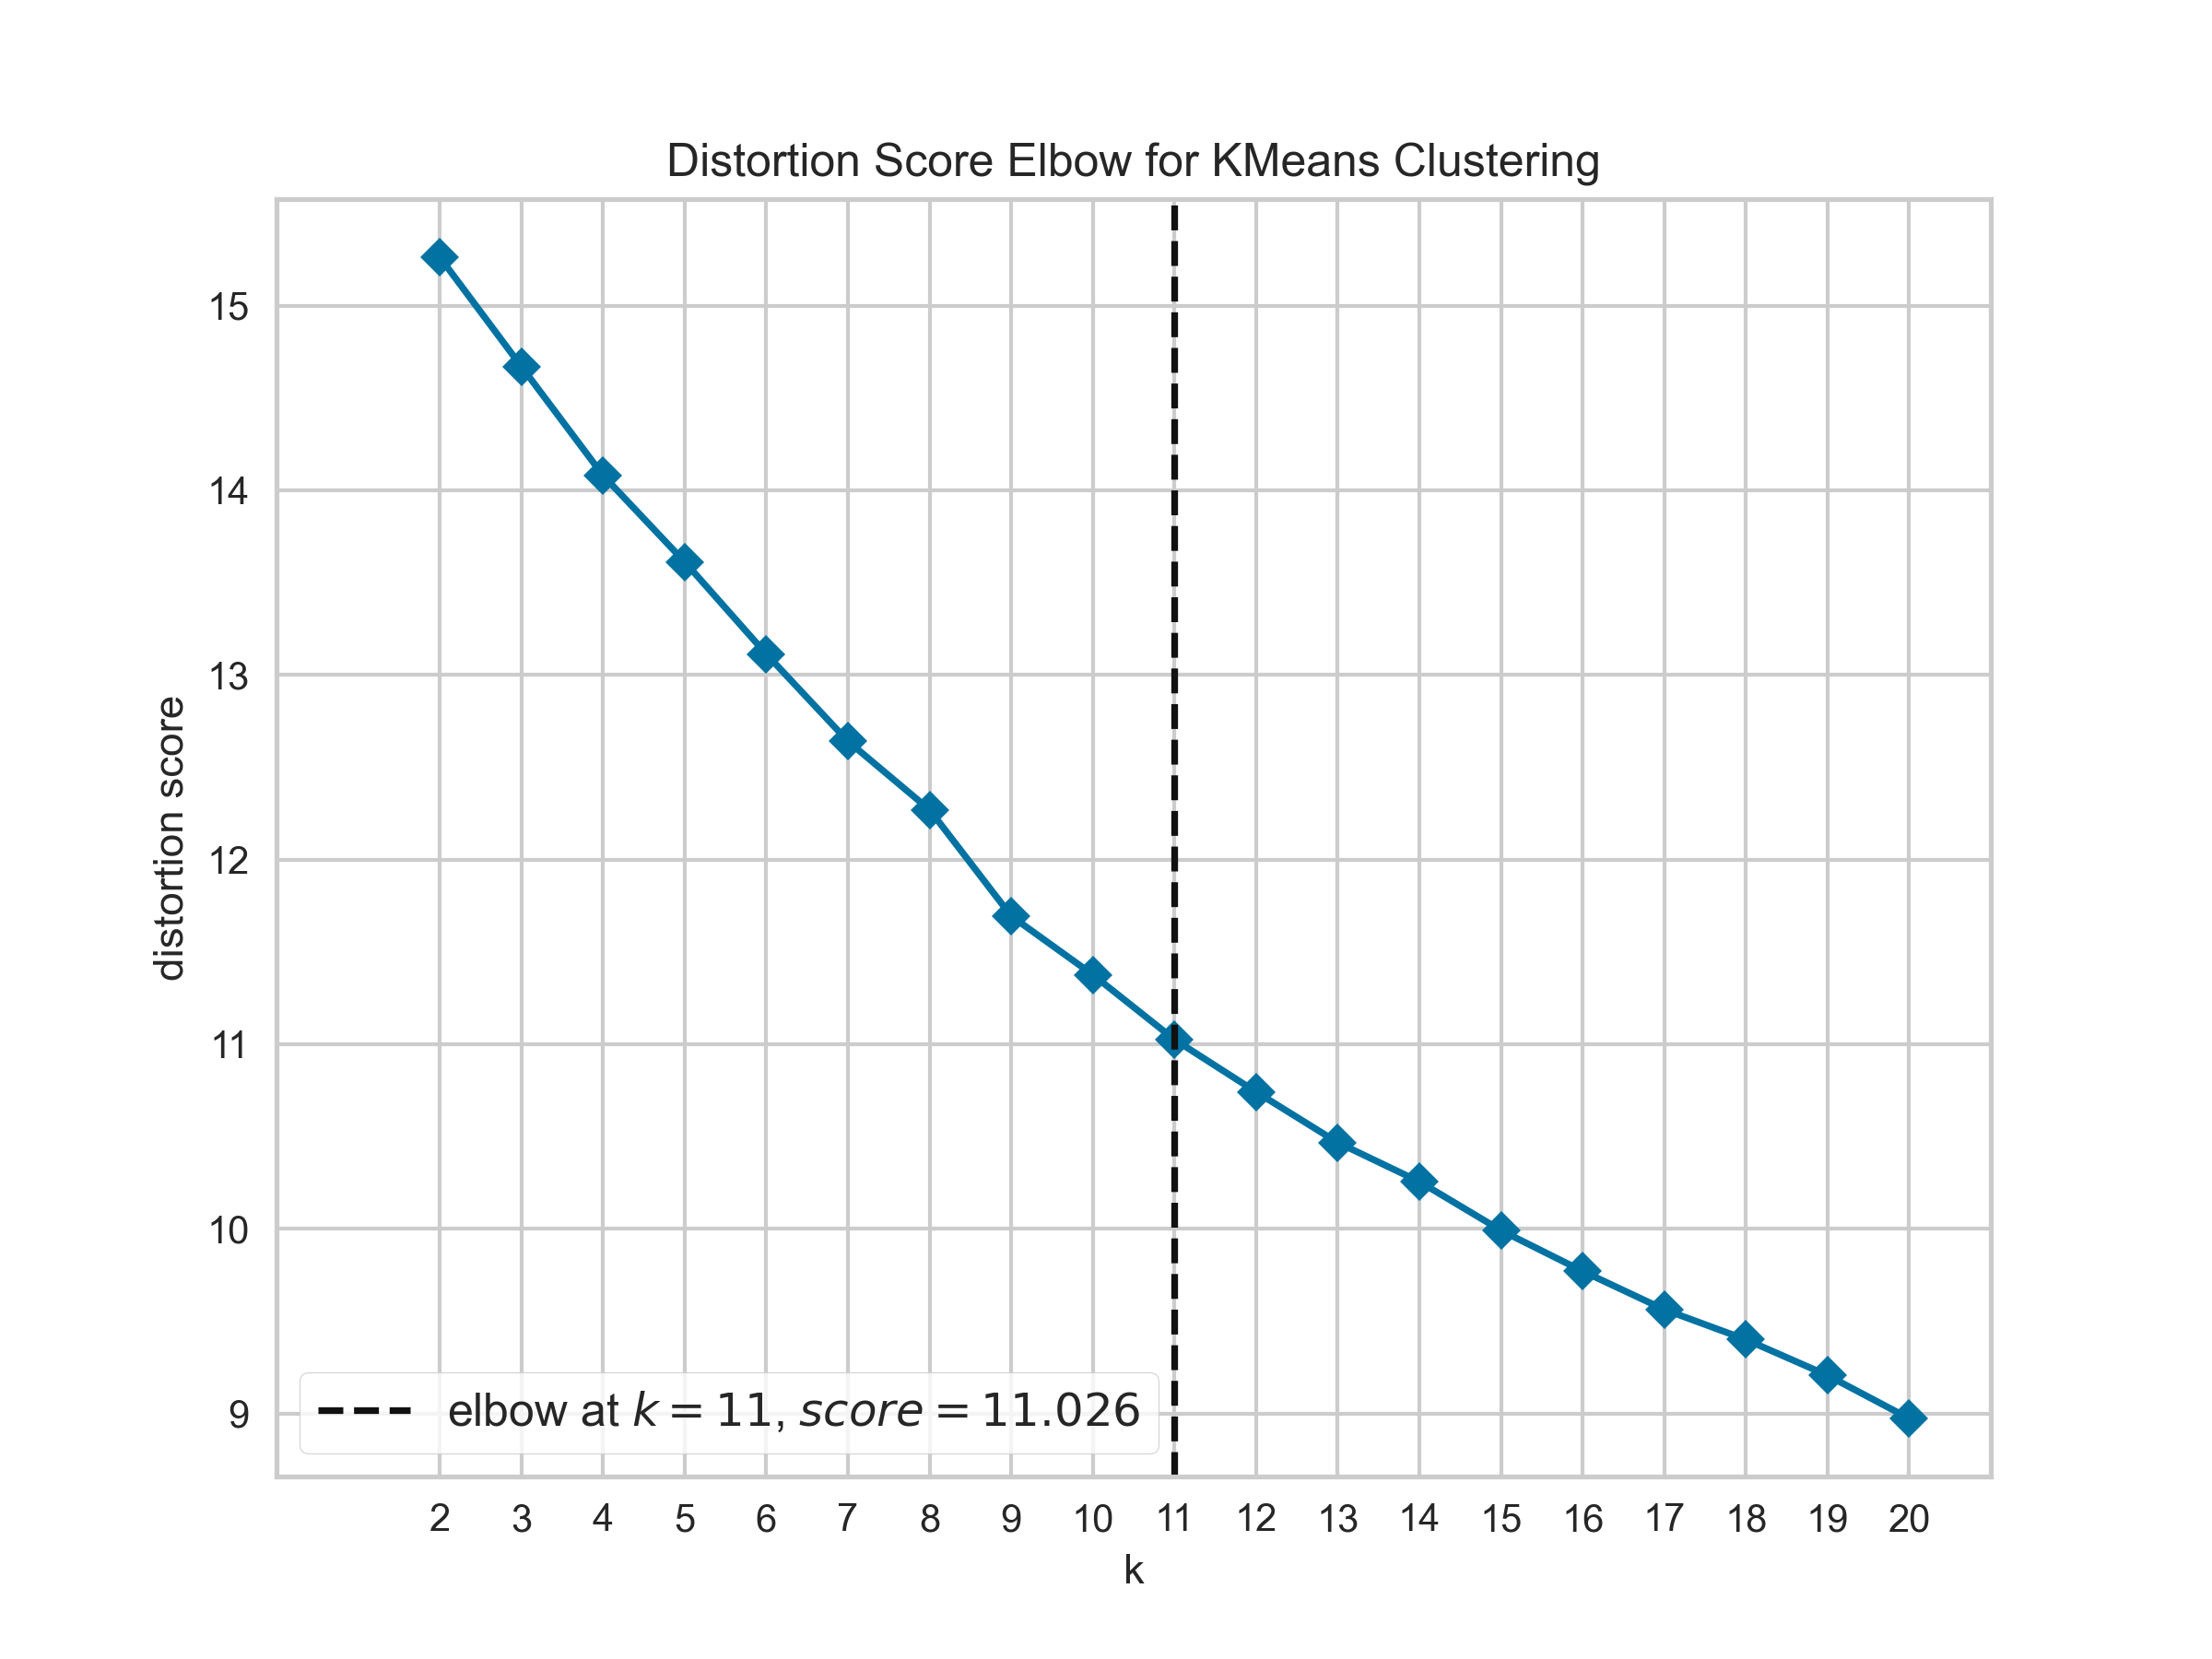 Distortion Score Elbow for KMeans Clustering
distortion score
15
14
13
12
11
10
9
elbow at k = 11, score = 11.026
2 3 4 5 6 7 8 9 10 11 12 13 14 15 16 17 18 19 20
k